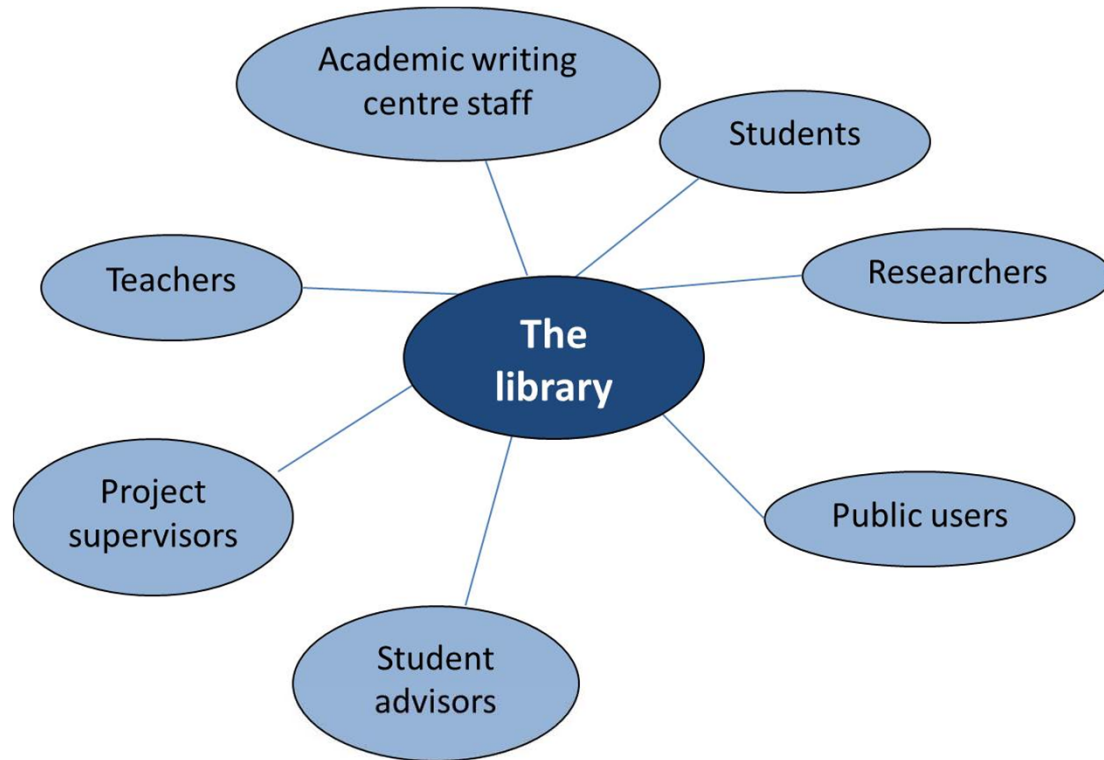 Academic writing
centre staff
Students
Teachers
Researchers
The
library
Project
supervisors
Public users
Student
advisors